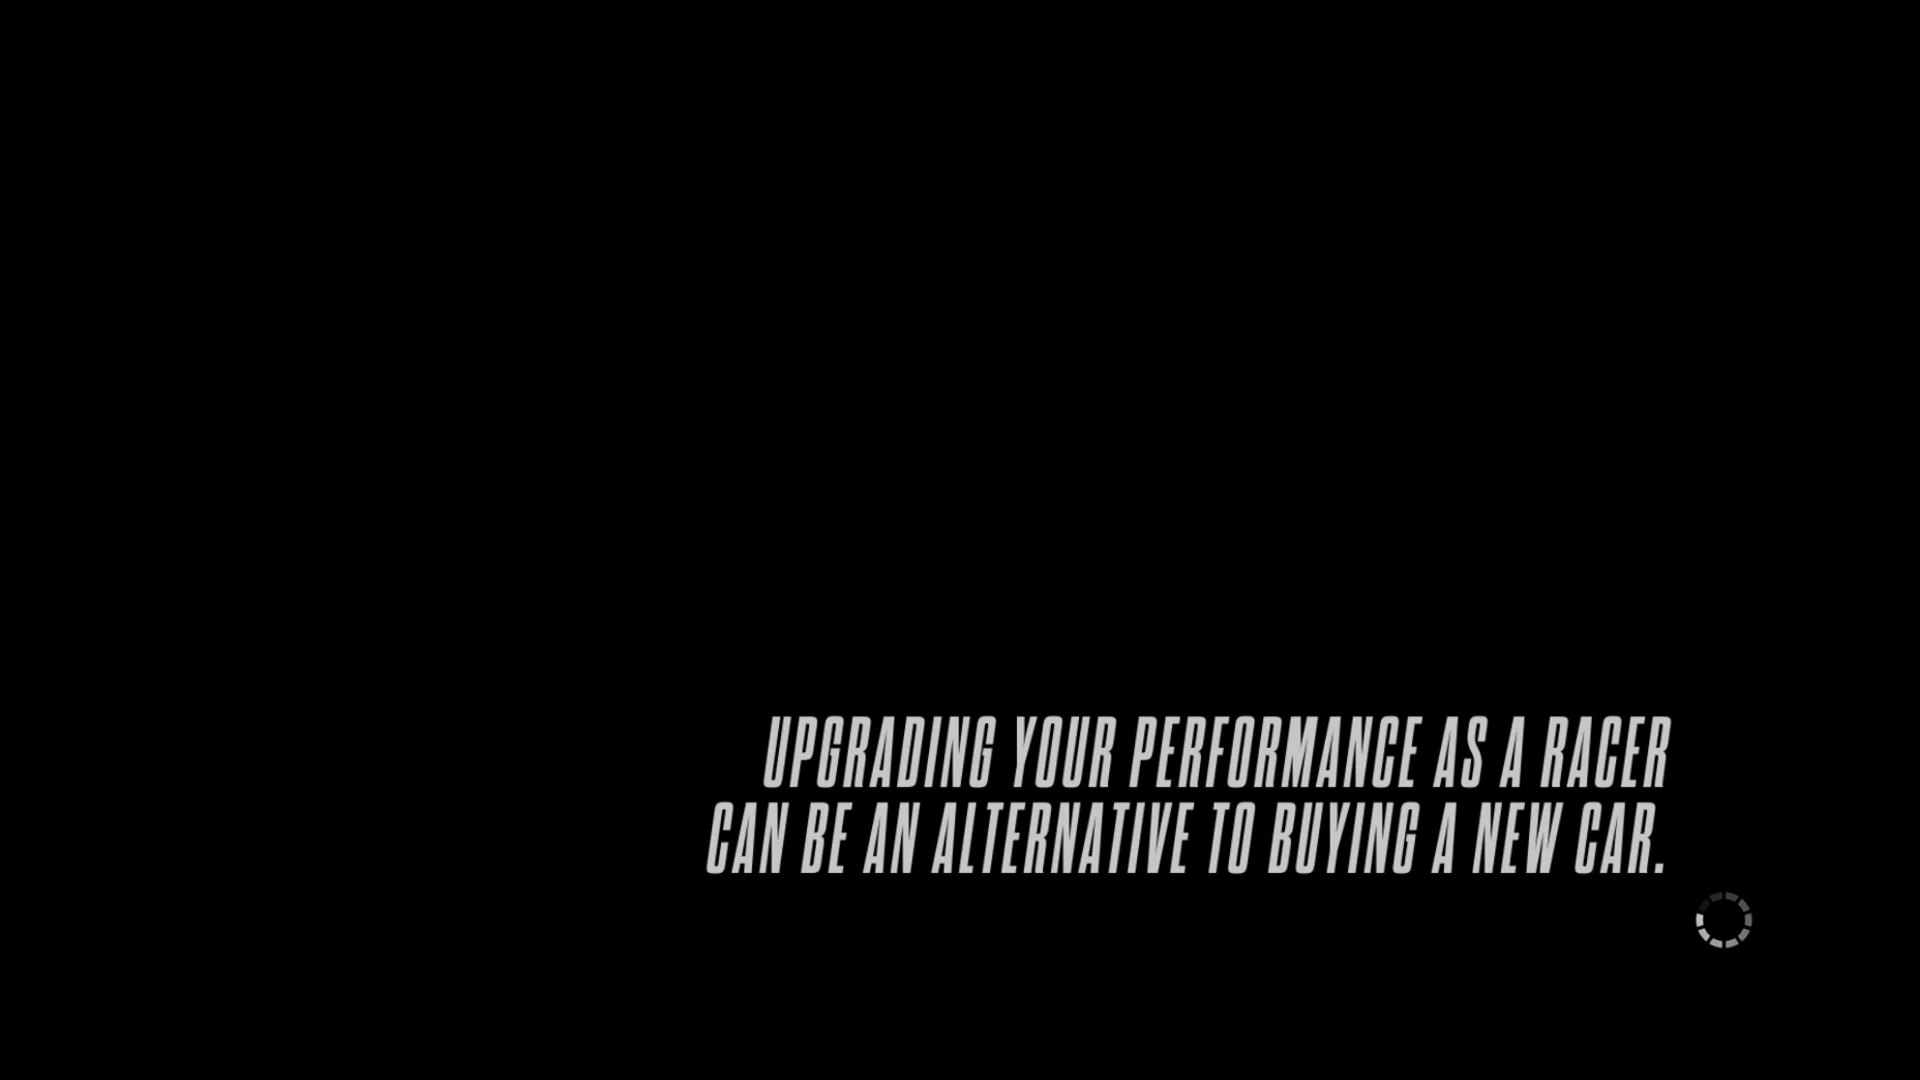 UPGRADING YOUR PERFORMANCE AS A RACER
CAN BE AN ALTERNATIVE TO BUYING A NEW CAR.